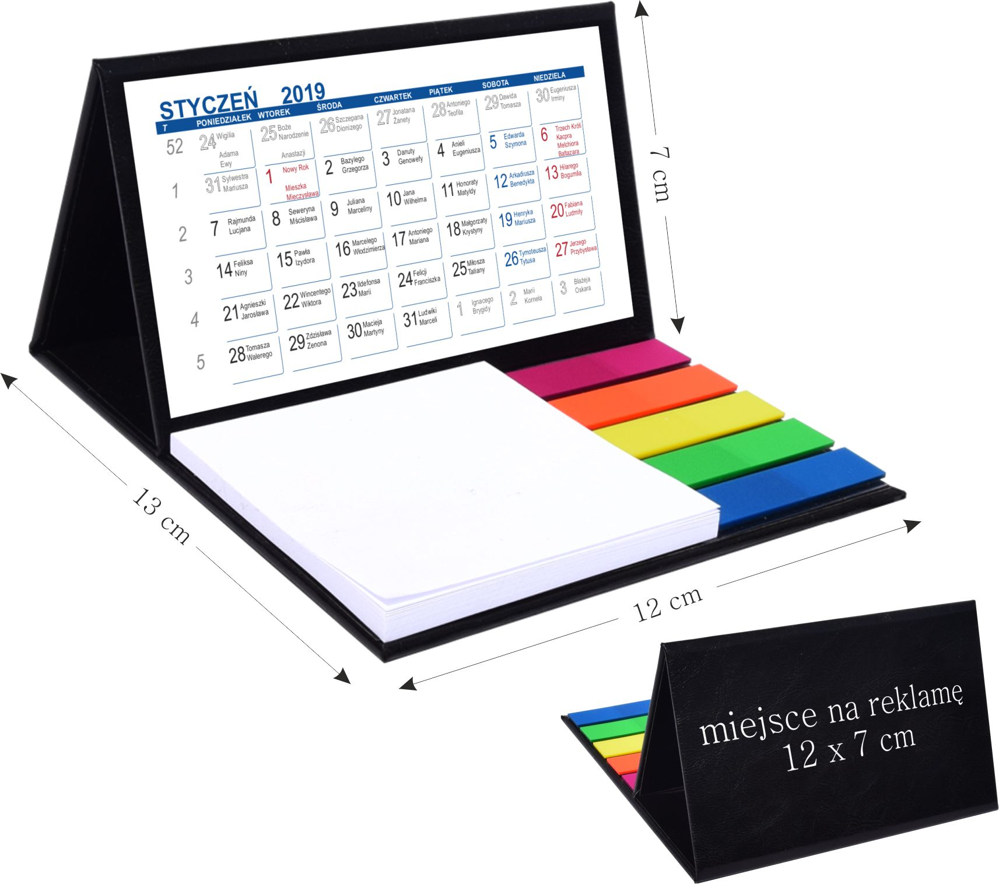 STYCZEŃ 2019
T PONIEDZIAŁEK WTOREK ŚRODA CZWARTEK PIĄTEK SOBOTA NIEDZIELA
52
24 Wigilia
Adama
Ewy
25 Boże
Narodzenie
Anastazji
26 Szczepana
Dionizego
27 Jonatana
Żanety
28 Antoniego
Teofila
29 Dawida
Tomasza
30 Eugeniusza
Irminy
1
31 Sylwestra
Mariusza
1 Nowy Rok
Mieszka
Mieczysława
2 Bazylego
Grzegorza
3 Danuty
Genowefy
4 Anieli
Eugeniusza
5 Edwarda
Szymona
6 Trzech Króli
Kacpra
Melchiora
Baltazara
2
7 Rajmunda
Lucjana
8 Seweryna
Mścisława
9 Juliana
Marceliny
10 Jana
Wilhelma
11 Honoraty
Matyldy
12 Arkadiusza
Benedykta
13 Hilarego
Bogumiła
3
14 Feliksa
Niny
15 Pawła
Izydora
16 Marcelego
Włodzimierza
17 Antoniego
Mariana
18 Małgorzaty
Krystyny
19 Henryka
Mariusza
20 Fabiana
Ludmiły
4
21 Agnieszki
Jarosława
22 Wincentego
Wiktora
23 Ildefonsa
Marii
24 Felicji
Franciszka
25 Miłosza
Tatiany
26 Tymoteusza
Tytusa
27 Jerzego
Przybysława
5
28 Tomasza
Walerego
29 Zdzisława
Zenona
30 Macieja
Martyny
31 Ludwiki
Marceli
1 Ignacego
Brygidy
2 Marii
Kornela
3 Błażeja
Oskara
7 cm
13 cm
12 cm
miejsce na reklamę
12 x 7 cm